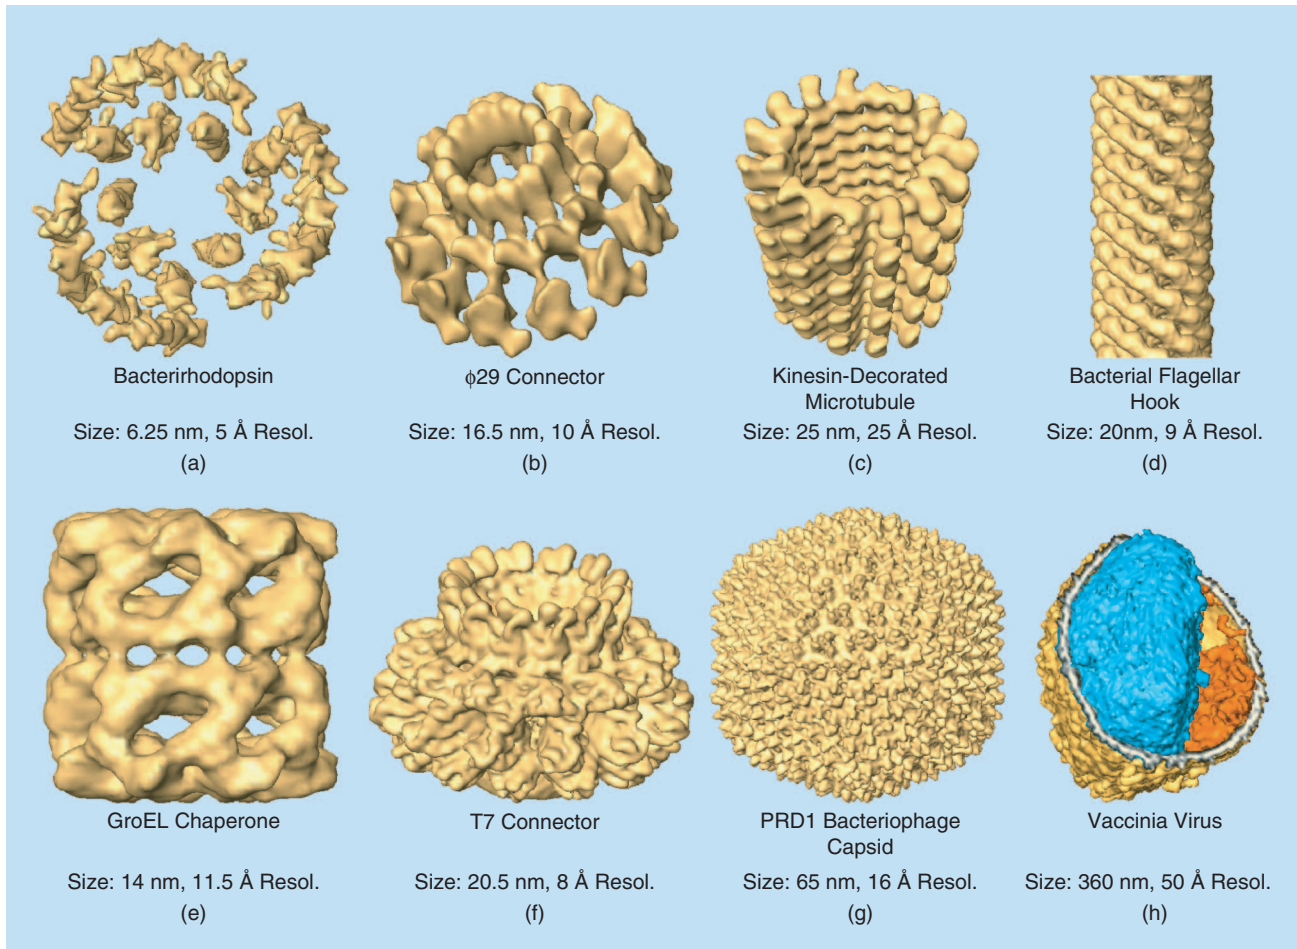 Bacterirhodopsin
Size: 6.25 nm, 5 Å Resol.
(a)
ϕ29 Connector
Size: 16.5 nm, 10 Å Resol.
(b)
Kinesin-Decorated
Microtubule
Size: 25 nm, 25 Å Resol.
(c)
Bacterial Flagellar
Hook
Size: 20nm, 9 Å Resol.
(d)
GroEL Chaperone
Size: 14 nm, 11.5 Å Resol.
(e)
T7 Connector
Size: 20.5 nm, 8 Å Resol.
(f)
PRD1 Bacteriophage
Capsid
Size: 65 nm, 16 Å Resol.
(g)
Vaccinia Virus
Size: 360 nm, 50 Å Resol.
(h)